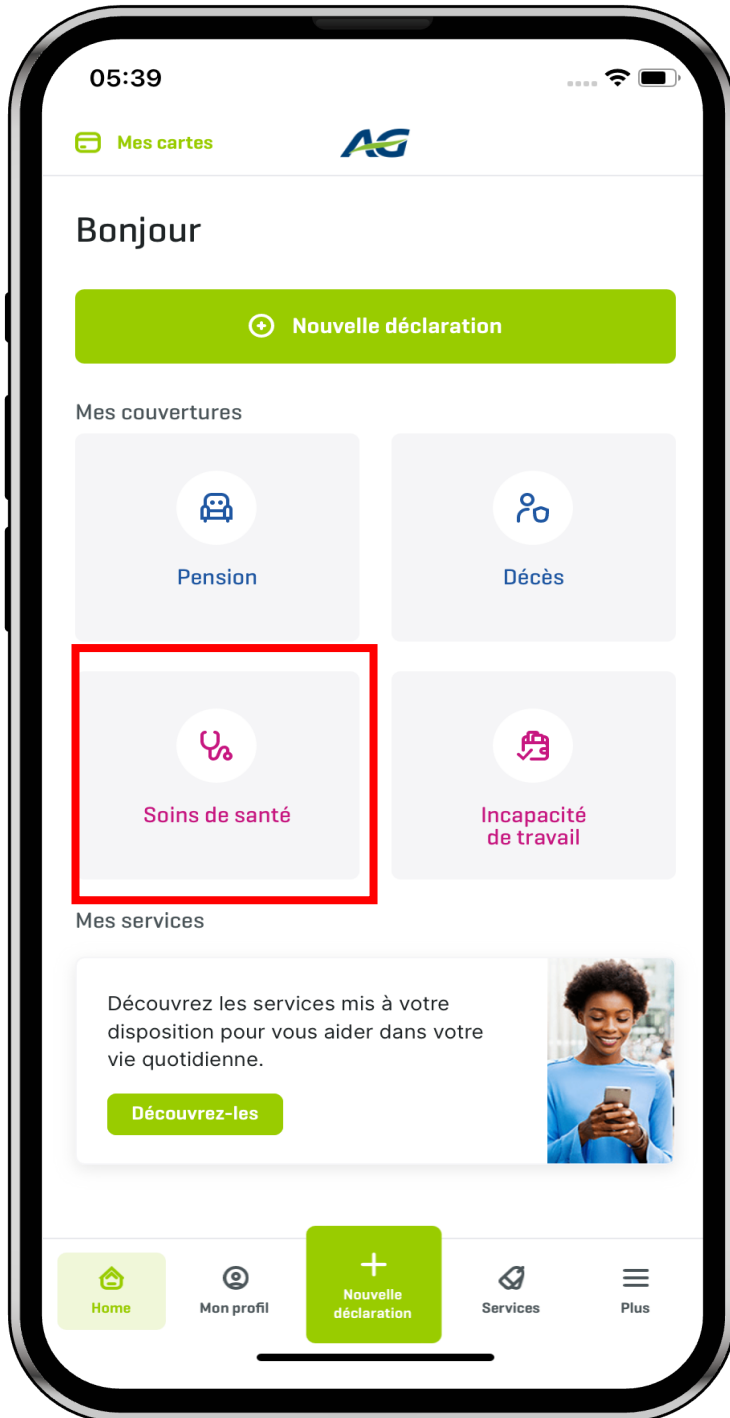 05:39
Mes cartes
AG
Bonjour
Nouvelle déclaration
Mes couvertures
Pension
Décès
Soins de santé
Incapacité
de travail
Mes services
Découvrez les services mis à votre
disposition pour vous aider dans votre
vie quotidienne.
Découvrez-les
Home
Mon profil
Nouvelle
déclaration
Services
Plus